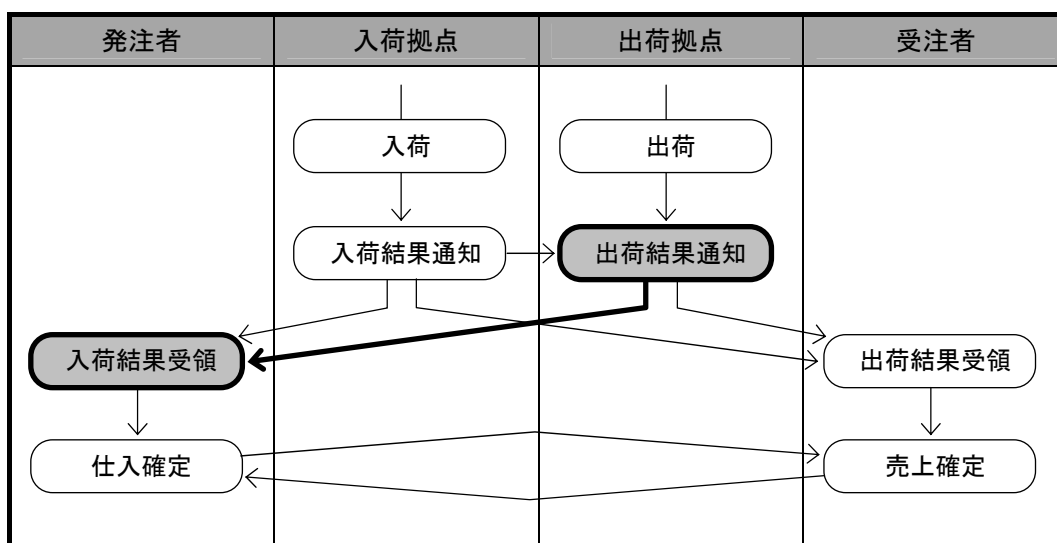 発注者
入荷拠点
出荷拠点
受注者
入荷
出荷
入荷結果通知
出荷結果通知
入荷結果受領
出荷結果受領
仕入確定
売上確定